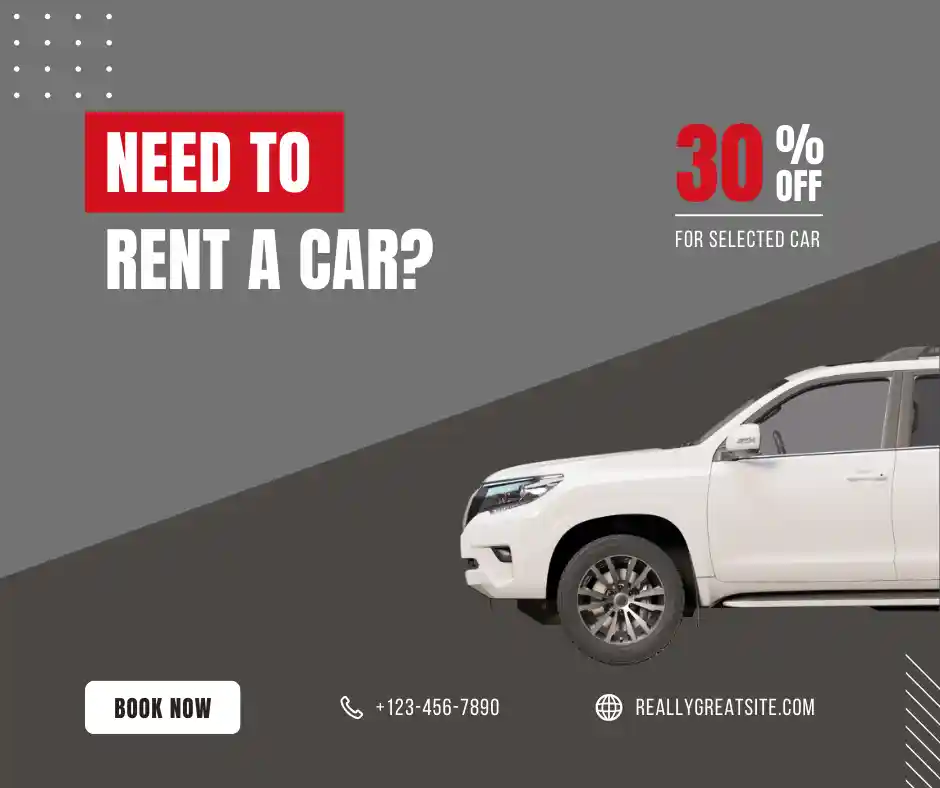 NEED TO
RENT A CAR?
30 % OFF
FOR SELECTED CAR
BOOK NOW
+123-456-7890
REALLYGREATSITE.COM